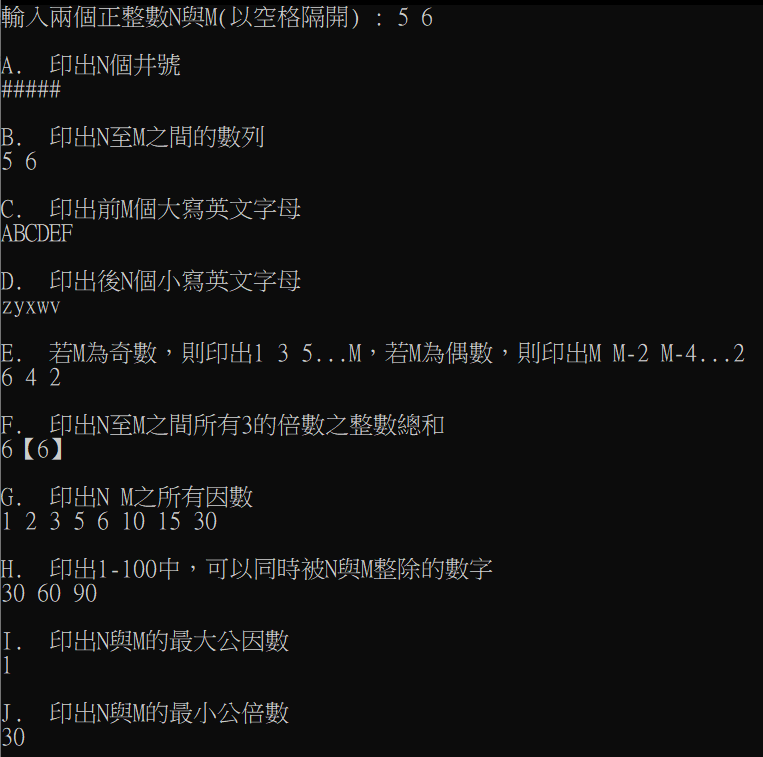 輸入兩個正整數N與M(以空格隔開) : 5 6
A.  印出N個井號
#####
B.  印出N至M之間的數列
5 6
C.  印出前M個大寫英文字母
ABCDEF
D.  印出後N個小寫英文字母
zyxwv
E.  若M為奇數，則印出1 3 5...M，若M為偶數，則印出M M-2 M-4...2
6 4 2
F.  印出N至M之間所有3的倍數之整數總和
6【6】
G.  印出N M之所有因數
1 2 3 5 6 10 15 30
H.  印出1-100中，可以同時被N與M整除的數字
30 60 90
I.  印出N與M的最大公因數
1
J.  印出N與M的最小公倍數
30